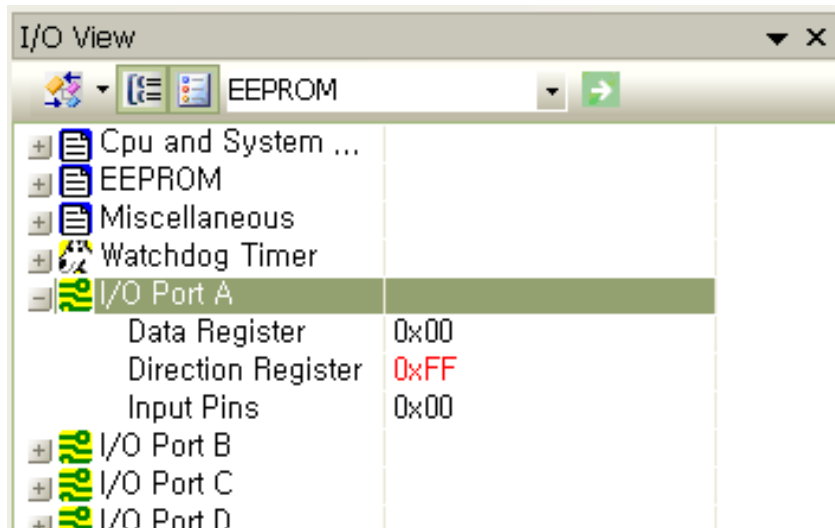 I/O View
EEPROM
Cpu and System ...
EEPROM
Miscellaneous
Watchdog Timer
I/O Port A
Data Register 0x00
Direction Register 0xFF
Input Pins 0x00
I/O Port B
I/O Port C
I/O Port D